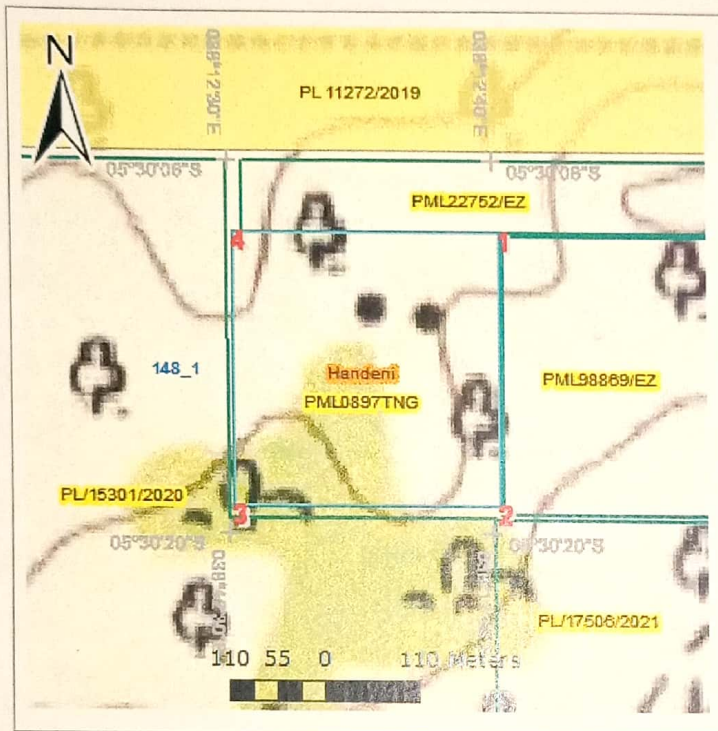 N
038°12'30"E
038°12'40"E
PL 11272/2019
05°30'08"S
05°30'08"S
PML22752/EZ
4
1
148_1
Handeni
PML0897TNG
PML98869/EZ
PL/15301/2020
3
2
05°30'20"S
05°30'20"S
PL/17506/2021
110 55 0 110 Meters